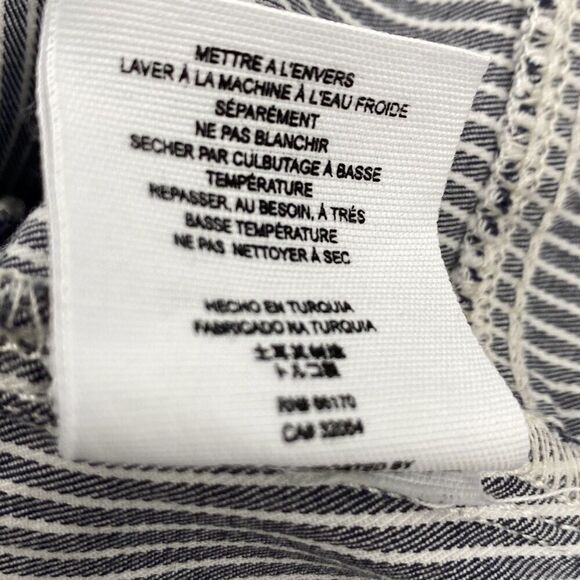 METTRE A L'ENVERS
LAVER À LA MACHINE À L'EAU FROIDE
SÉPARÉMENT
NE PAS BLANCHIR
SECHER PAR CULBUTAGE À BASSE
TEMPÉRATURE
REPASSER, AU BESOIN, À TRÉS
BASSE TEMPÉRATURE
NE PAS NETTOYER À SEC
HECHO EN TURQUIA
FABRICADO NA TURQUIA
土耳其制造
トルコ製
RN# 66170
CA# 32054
BY